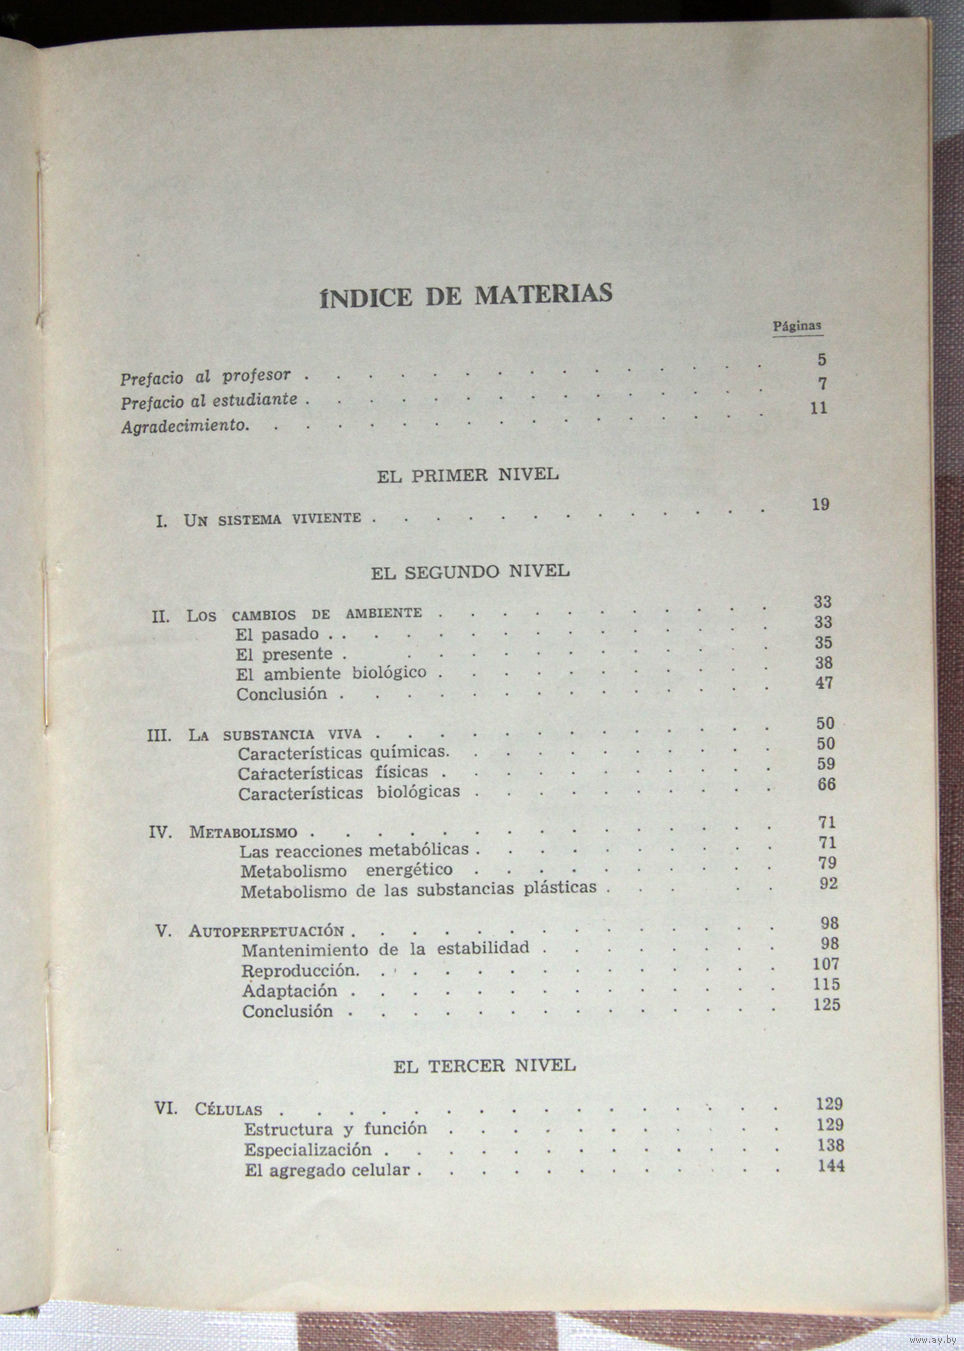 ÍNDICE DE MATERIAS
Páginas
Prefacio al profesor . . . . . . . . . . . . . . . 5
Prefacio al estudiante . . . . . . . . . . . . . . . 7
Agradecimiento. . . . . . . . . . . . . . . . . 11
EL PRIMER NIVEL
I. UN SISTEMA VIVIENTE . . . . . . . . . . . . . 19
EL SEGUNDO NIVEL
II. LOS CAMBIOS DE AMBIENTE . . . . . . . . . . . 33
El pasado . . . . . . . . . . . . . . . 33
El presente . . . . . . . . . . . . . 35
El ambiente biológico . . . . . . . . . . . 38
Conclusión . . . . . . . . . . . . . . 47
III. LA SUBSTANCIA VIVA . . . . . . . . . . . . . 50
Características químicas. . . . . . . . . . . 50
Características físicas . . . . . . . . . . . 59
Características biológicas . . . . . . . . . . 66
IV. METABOLISMO . . . . . . . . . . . . . . . 71
Las reacciones metabólicas . . . . . . . . . . 71
Metabolismo energético . . . . . . . . . . 79
Metabolismo de las substancias plásticas . . . . . 92
V. AUTOPERPETUACIÓN . . . . . . . . . . . . . . 98
Mantenimiento de la estabilidad . . . . . . . . 98
Reproducción. . . . . . . . . . . . . . 107
Adaptación . . . . . . . . . . . . . . 115
Conclusión . . . . . . . . . . . . . . 125
EL TERCER NIVEL
VI. CÉLULAS . . . . . . . . . . . . . . . . 129
Estructura y función . . . . . . . . . . . 129
Especialización . . . . . . . . . . . . . 138
El agregado celular . . . . . . . . . . . . 144
www.ay.by